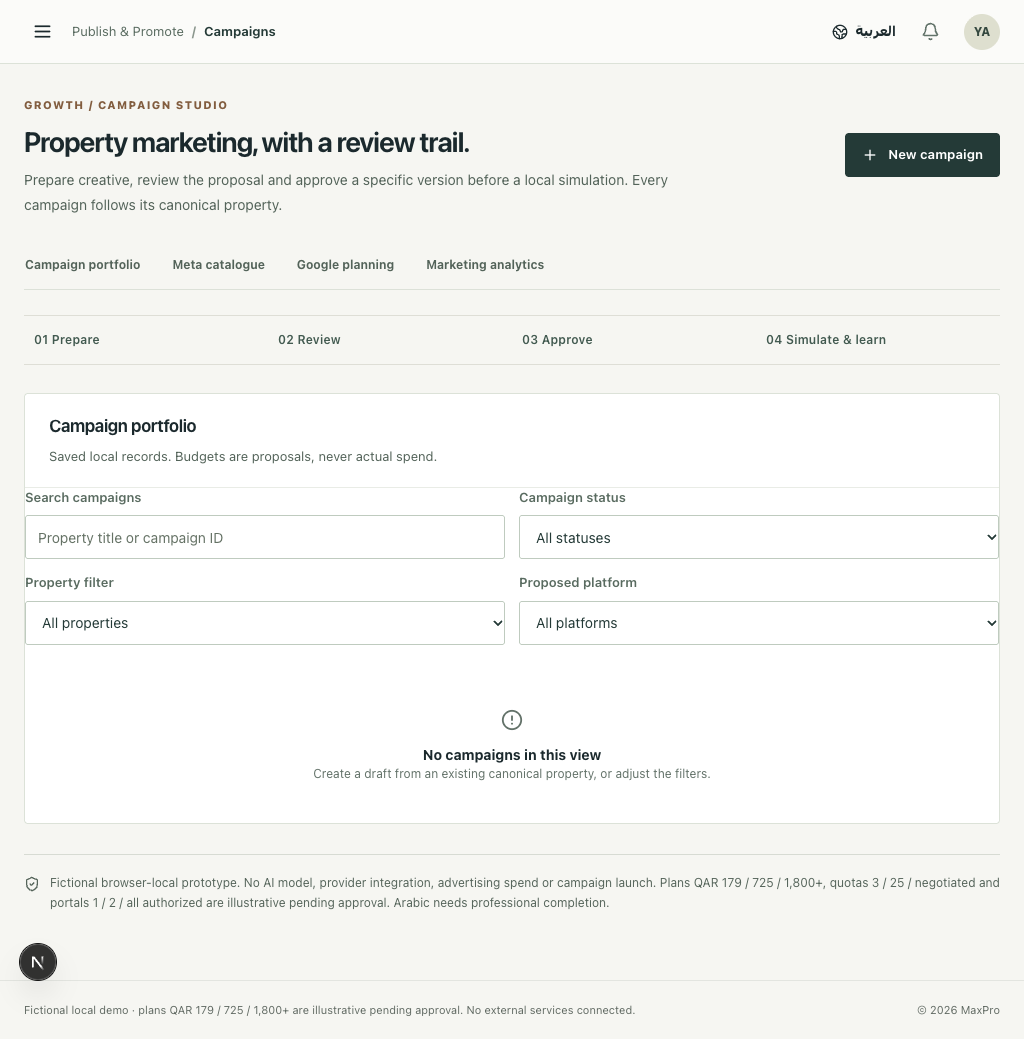 Publish & Promote / Campaigns
العربية
YA
GROWTH / CAMPAIGN STUDIO
Property marketing, with a review trail.
New campaign
Prepare creative, review the proposal and approve a specific version before a local simulation. Every
campaign follows its canonical property.
Campaign portfolio
Meta catalogue
Google planning
Marketing analytics
01 Prepare
02 Review
03 Approve
04 Simulate & learn
Campaign portfolio
Saved local records. Budgets are proposals, never actual spend.
Search campaigns
Campaign status
Property title or campaign ID
All statuses
Property filter
Proposed platform
All properties
All platforms
No campaigns in this view
Create a draft from an existing canonical property, or adjust the filters.
Fictional browser-local prototype. No AI model, provider integration, advertising spend or campaign launch. Plans QAR 179 / 725 / 1,800+, quotas 3 / 25 / negotiated and
portals 1 / 2 / all authorized are illustrative pending approval. Arabic needs professional completion.
N
Fictional local demo · plans QAR 179 / 725 / 1,800+ are illustrative pending approval. No external services connected.
© 2026 MaxPro